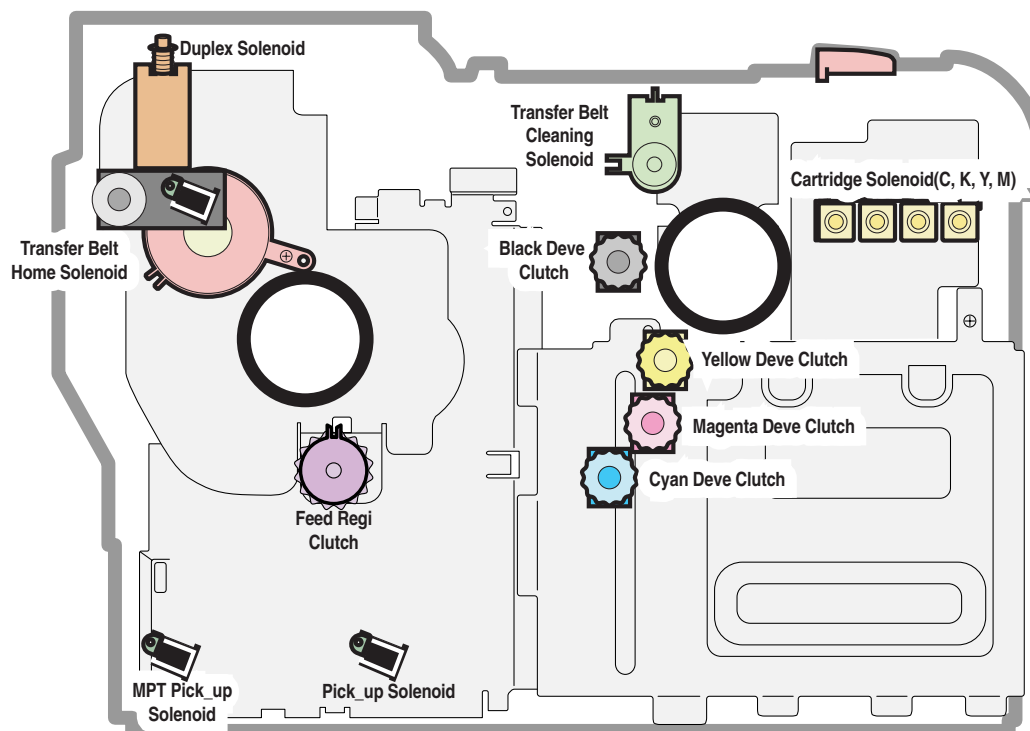 Duplex Solenoid
Transfer Belt
Cleaning
Solenoid
Cartridge Solenoid(C, K, Y, M)
Transfer Belt
Home Solenoid
Black Deve
Clutch
Yellow Deve Clutch
Magenta Deve Clutch
Cyan Deve Clutch
Feed Regi
Clutch
MPT Pick_up
Solenoid
Pick_up Solenoid